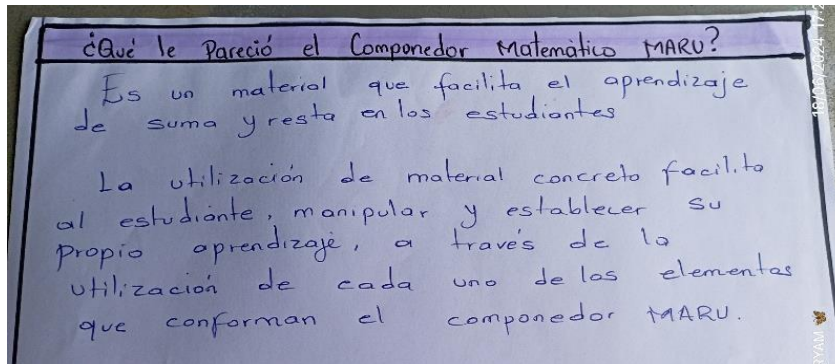 ¿Qué le Pareció el Componedor Matemático MARU?
Es un material que facilita el aprendizaje
de suma y resta en los estudiantes
La utilización de material concreto facilita
al estudiante, manipular y establecer su
propio aprendizaje, a través de la
utilización de cada uno de los elementos
que conforman el componedor MARU.